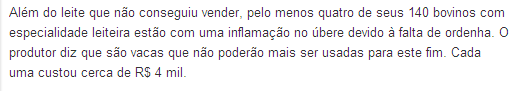 Além do leite que não conseguiu vender, pelo menos quatro de seus 140 bovinos com
especialidade leiteira estão com uma inflamação no úbere devido à falta de ordenha. O
produtor diz que são vacas que não poderão mais ser usadas para este fim. Cada
uma custou cerca de R$ 4 mil.